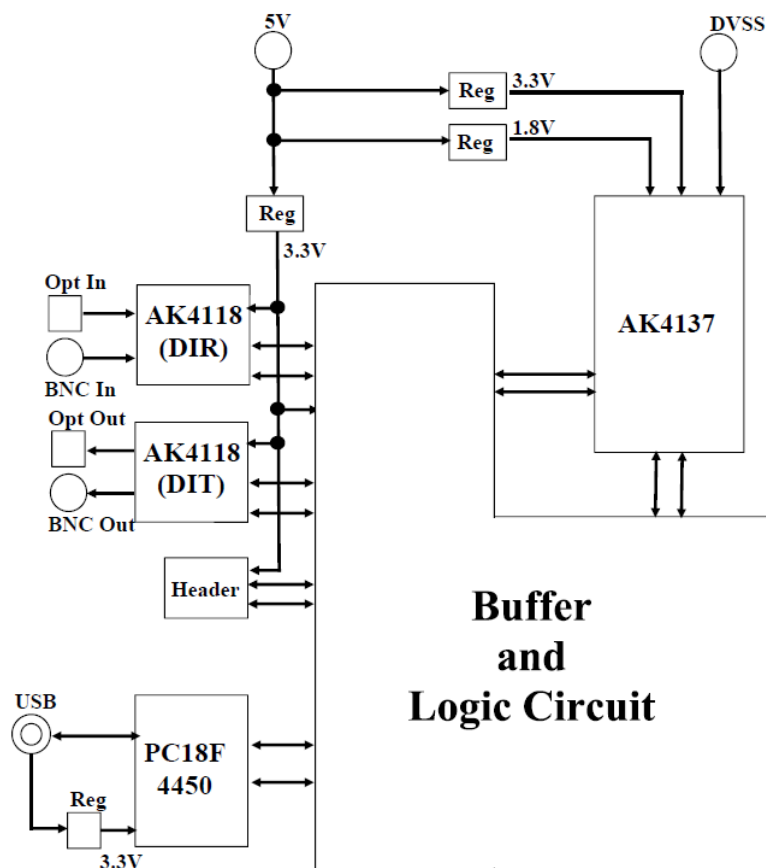 5V
DVSS
Reg
3.3V
Reg
1.8V
Reg
3.3V
Opt In
AK4118
(DIR)
BNC In
AK4137
Opt Out
AK4118
(DIT)
BNC Out
Header
Buffer
and
Logic Circuit
USB
PC18F
4450
Reg
3.3V